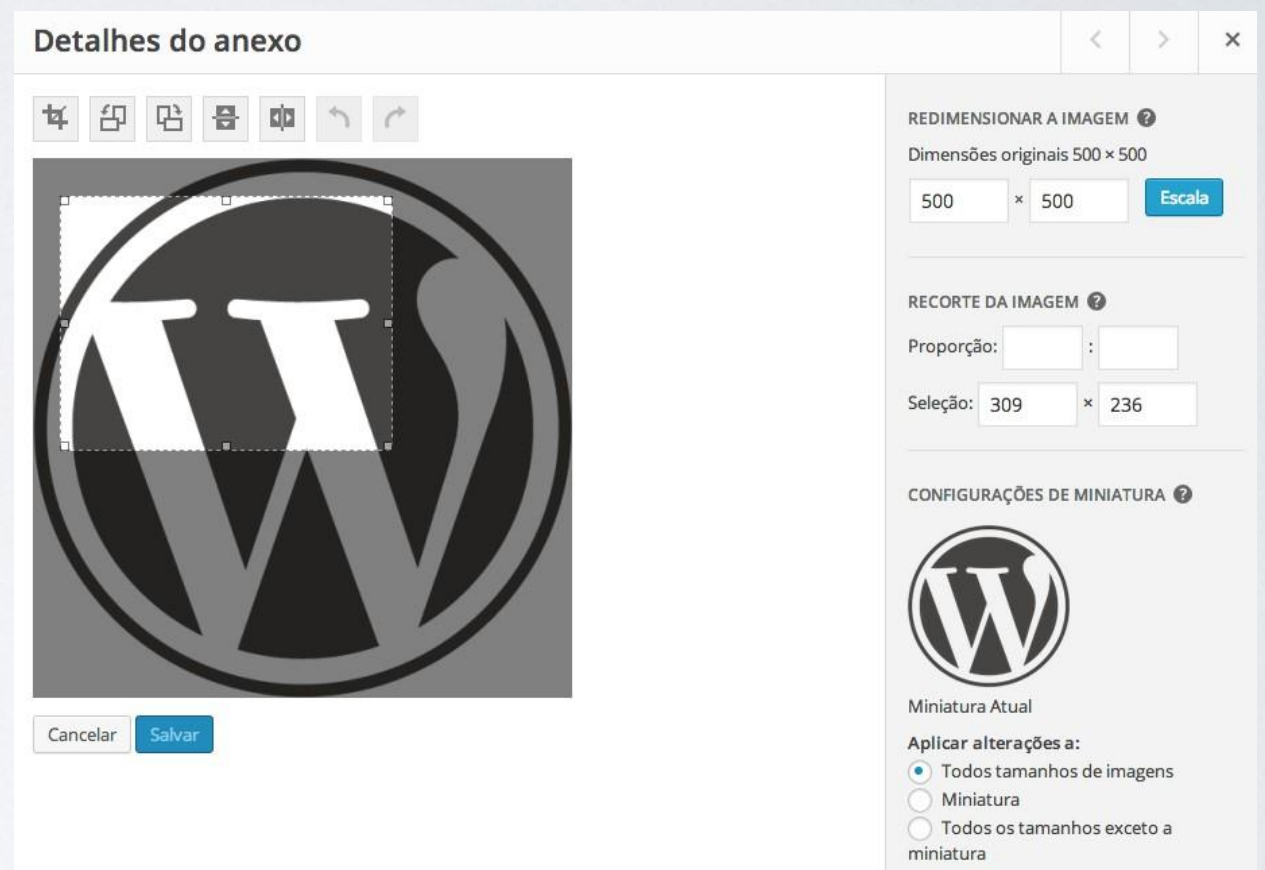 Detalhes do anexo
REDIMENSIONAR A IMAGEM ?
Dimensões originais 500 × 500
500 × 500 Escala
RECORTE DA IMAGEM ?
Proporção: :
Seleção: 309 × 236
CONFIGURAÇÕES DE MINIATURA ?
Miniatura Atual
Aplicar alterações a:
Todos tamanhos de imagens
Miniatura
Todos os tamanhos exceto a
miniatura
Cancelar Salvar